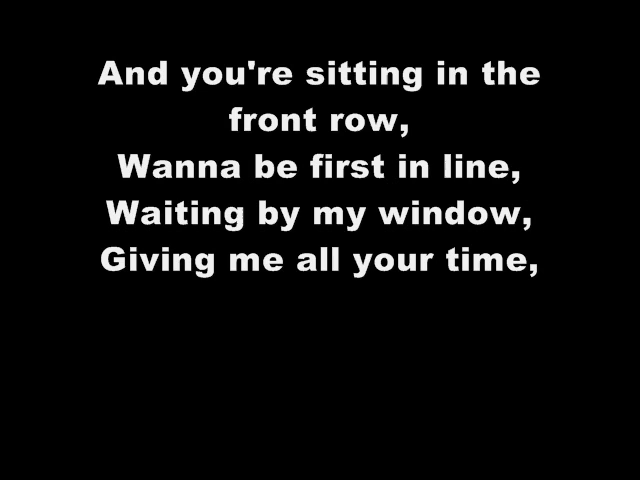 And you're sitting in the
front row,
Wanna be first in line,
Waiting by my window,
Giving me all your time,